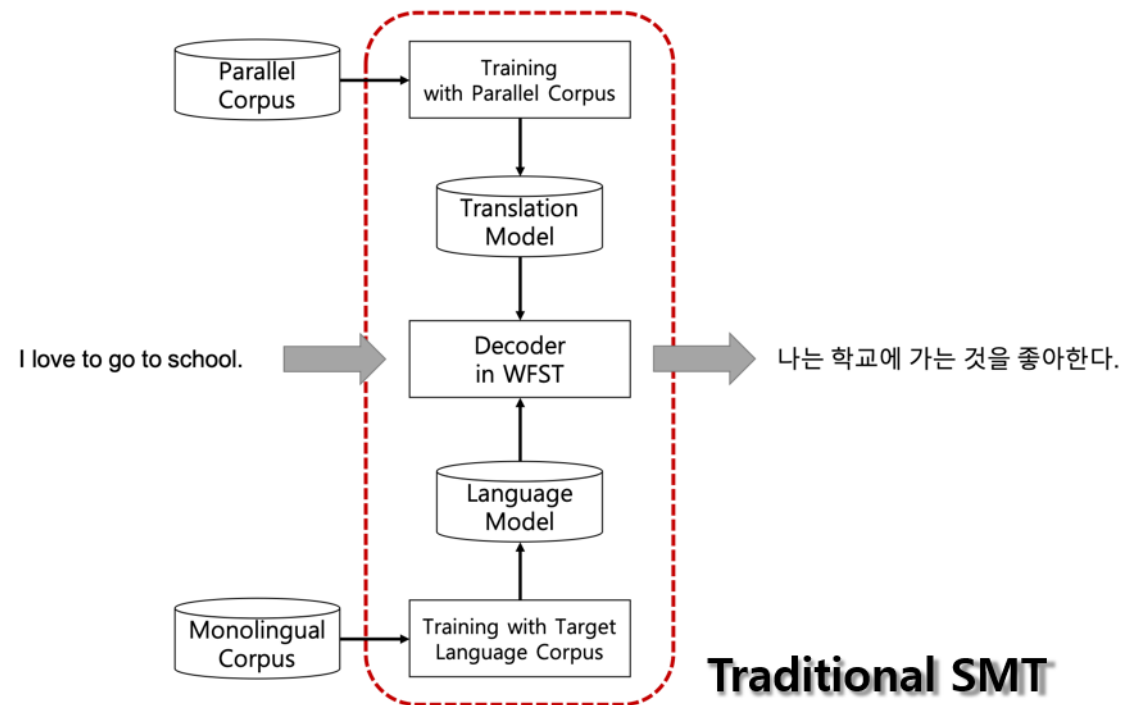 Parallel
Corpus
Training
with Parallel Corpus
Translation
Model
I love to go to school.
Decoder
in WFST
나는 학교에 가는 것을 좋아한다.
Language
Model
Monolingual
Corpus
Training with Target
Language Corpus
Traditional SMT